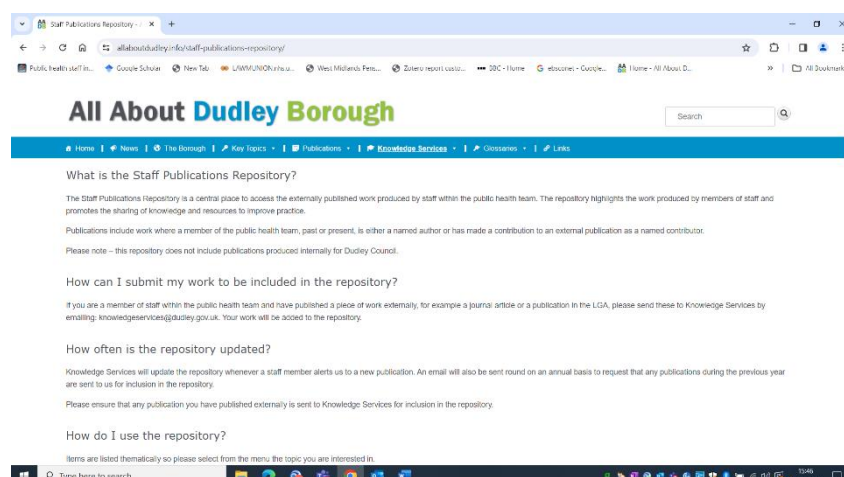 Staff Publications Repository - A
allaboutdudley.info/staff-publications-repository/
Public health staff in...
Google Scholar
New Tab
West Midlands Pens...
Zotero report custo...
BBC - Home
Home - All About D...
All Bookmark
All About Dudley Borough
Search
Home | News | The Borough | Key Topics | Publications | Knowledge Services | Glossaries | Links
What is the Staff Publications Repository?
The Staff Publications Repository is a central place to access the externally published work produced by staff within the public health team. The repository highlights the work produced by members of staff and
promotes the sharing of knowledge and resources to improve practice.
Publications include work where a member of the public health team, past or present, is either a named author or has made a contribution to an external publication as a named contributor.
Please note – this repository does not include publications produced internally for Dudley Council.
How can I submit my work to be included in the repository?
If you are a member of staff within the public health team and have published a piece of work externally, for example a journal article or a publication in the LGA, please send these to Knowledge Services by
emailing: knowledgeservices@dudley.gov.uk. Your work will be added to the repository.
How often is the repository updated?
Knowledge Services will update the repository whenever a staff member alerts us to a new publication. An email will also be sent round on an annual basis to request that any publications during the previous year
are sent to us for inclusion in the repository.
Please ensure that any publication you have published externally is sent to Knowledge Services for inclusion in the repository.
How do I use the repository?
Items are listed thematically so please select from the menu the topic you are interested in.
Type here to search
15:46